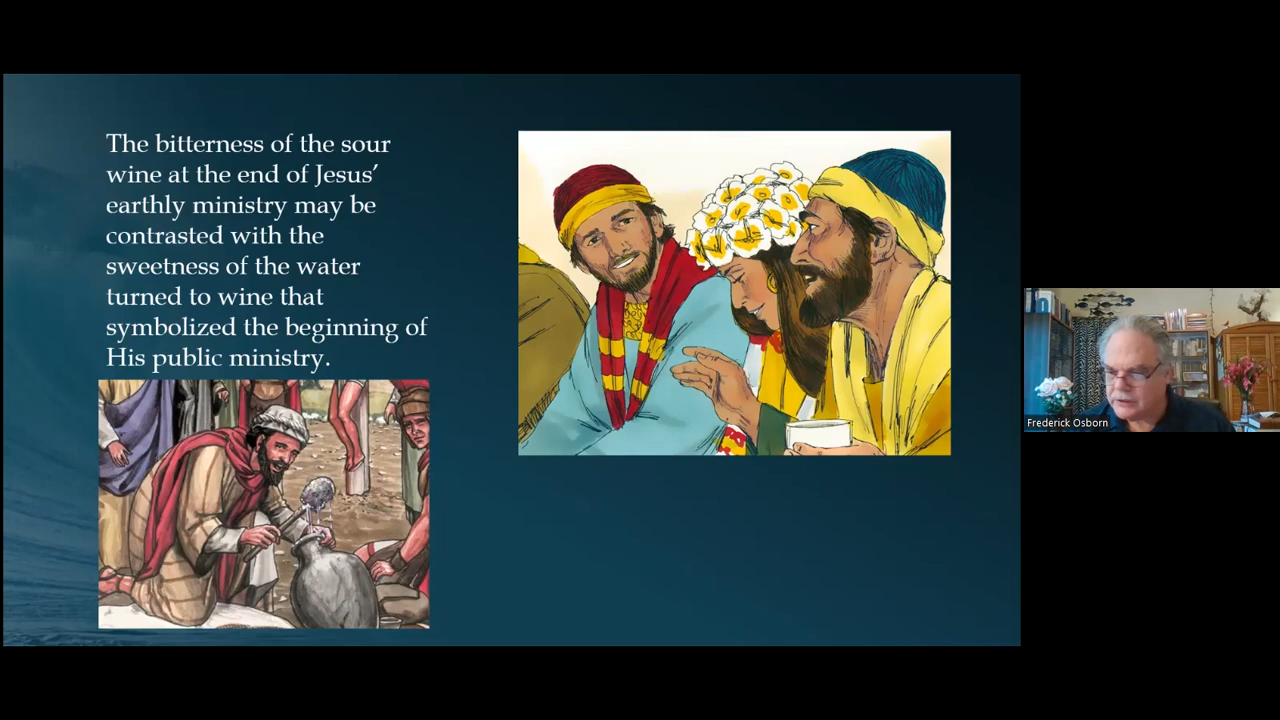 The bitterness of the sour
wine at the end of Jesus’
earthly ministry may be
contrasted with the
sweetness of the water
turned to wine that
symbolized the beginning of
His public ministry.
Frederick Osborn